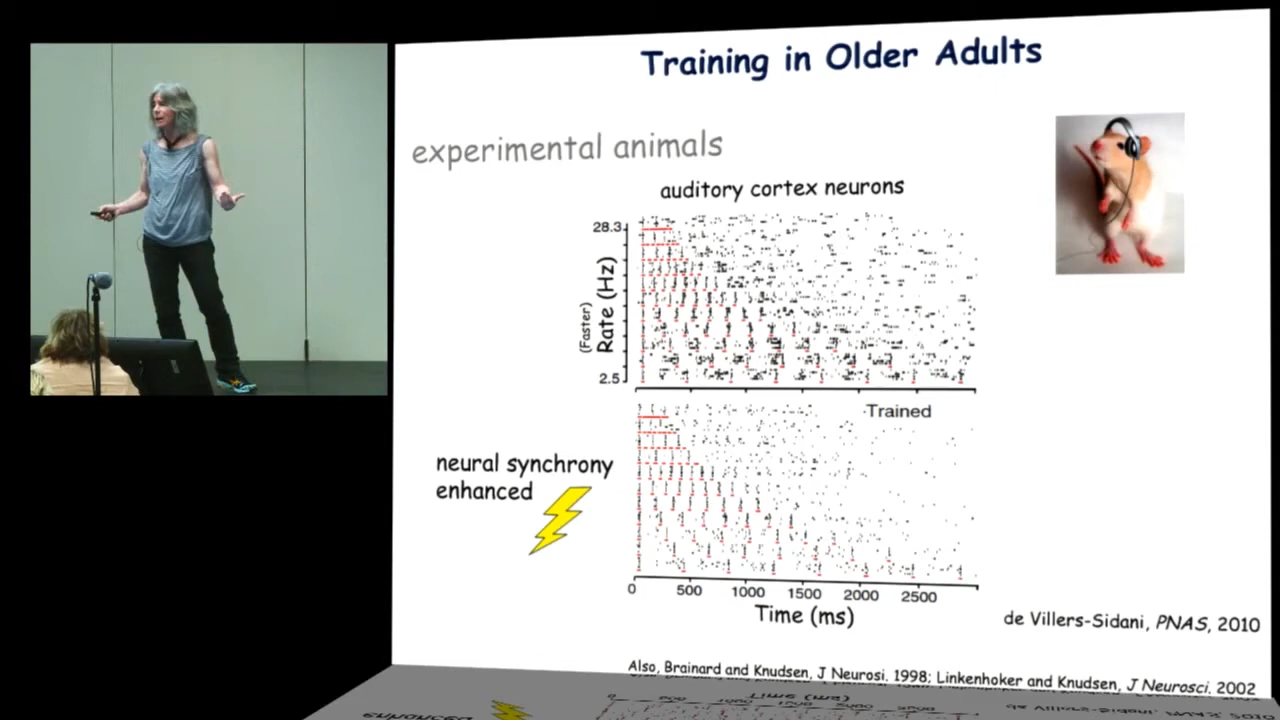 Training in Older Adults
experimental animals
auditory cortex neurons
28.3
(Faster)
Rate (Hz)
2.5
Trained
neural synchrony
enhanced
0 500 1000 1500 2000 2500
Time (ms)
de Villers-Sidani, PNAS, 2010
Also, Brainard and Knudsen, J Neurosi. 1998; Linkenhoker and Knudsen, J Neurosci. 2002